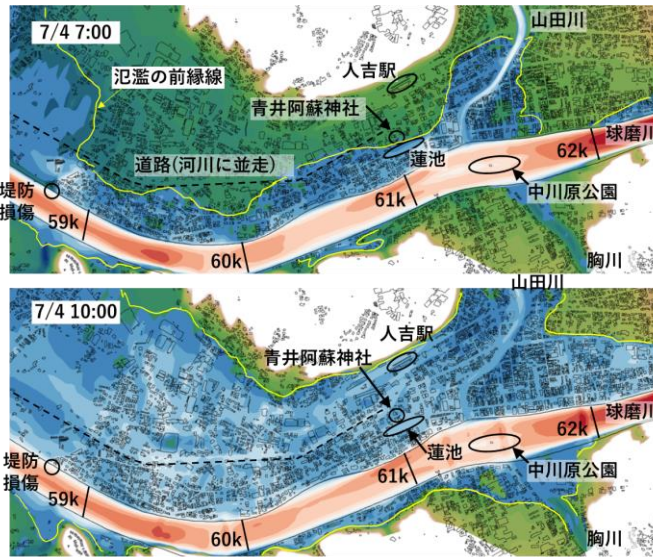 7/4 7:00
山田川
人吉駅
氾濫の前縁線
青井阿蘇神社
球磨川
道路(河川に並走)
蓮池
62k
堤防
損傷
61k
中川原公園
59k
60k
胸川
7/4 10:00
山田川
人吉駅
青井阿蘇神社
球磨川
62k
堤防
損傷
蓮池
61k
中川原公園
59k
60k
胸川